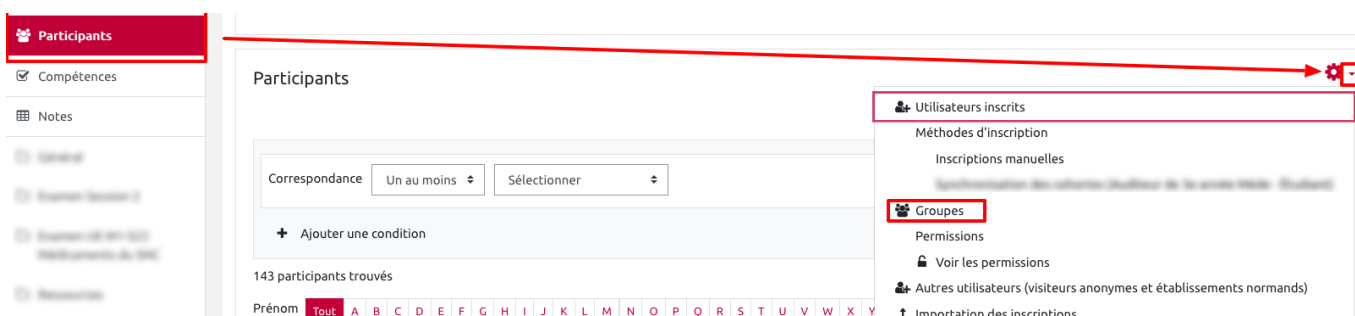 Participants
Compétences
Notes
Participants
Correspondance Un au moins Sélectionner
Ajouter une condition
143 participants trouvés
Prénom Tout A B C D E F G H I J K L M N O P Q R S T U V W X Y
Utilisateurs inscrits
Méthodes d'inscription
Inscriptions manuelles
Groupes
Permissions
Voir les permissions
Autres utilisateurs (visiteurs anonymes et établissements normands)
Importation des inscriptions